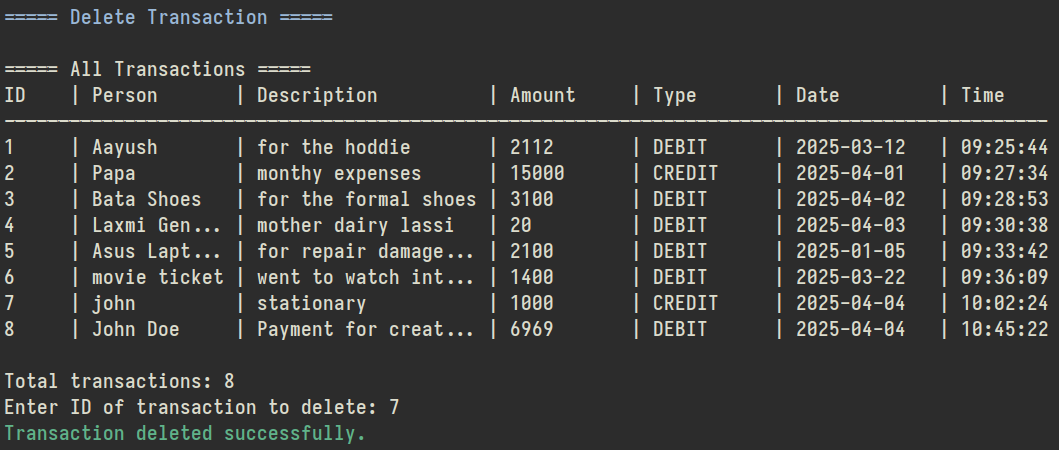 ===== Delete Transaction =====
===== All Transactions =====
ID    | Person       | Description          | Amount     | Type       | Date         | Time
-----------------------------------------------------------------------------------------------
1     | Aayush       | for the hoddie       | 2112       | DEBIT      | 2025-03-12   | 09:25:44
2     | Papa         | monthy expenses      | 15000      | CREDIT     | 2025-04-01   | 09:27:34
3     | Bata Shoes   | for the formal shoes | 3100       | DEBIT      | 2025-04-02   | 09:28:53
4     | Laxmi Gen... | mother dairy lassi   | 20         | DEBIT      | 2025-04-03   | 09:30:38
5     | Asus Lapt... | for repair damage... | 2100       | DEBIT      | 2025-01-05   | 09:33:42
6     | movie ticket | went to watch int... | 1400       | DEBIT      | 2025-03-22   | 09:36:09
7     | john         | stationary           | 1000       | CREDIT     | 2025-04-04   | 10:02:24
8     | John Doe     | Payment for creat... | 6969       | DEBIT      | 2025-04-04   | 10:45:22
Total transactions: 8
Enter ID of transaction to delete: 7
Transaction deleted successfully.